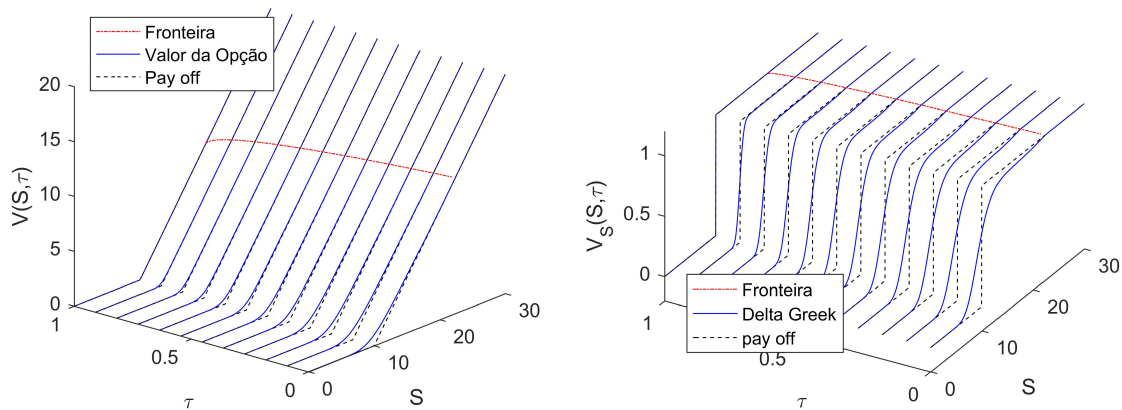 Fronteira
Valor da Opção
Pay off
V(S,τ)
20
15
10
5
0
1
0.5
0
τ
0
10
20
30
S
V_S(S,τ)
1
0.5
0
1
0.5
0
τ
0
10
20
30
S
Fronteira
Delta Greek
pay off